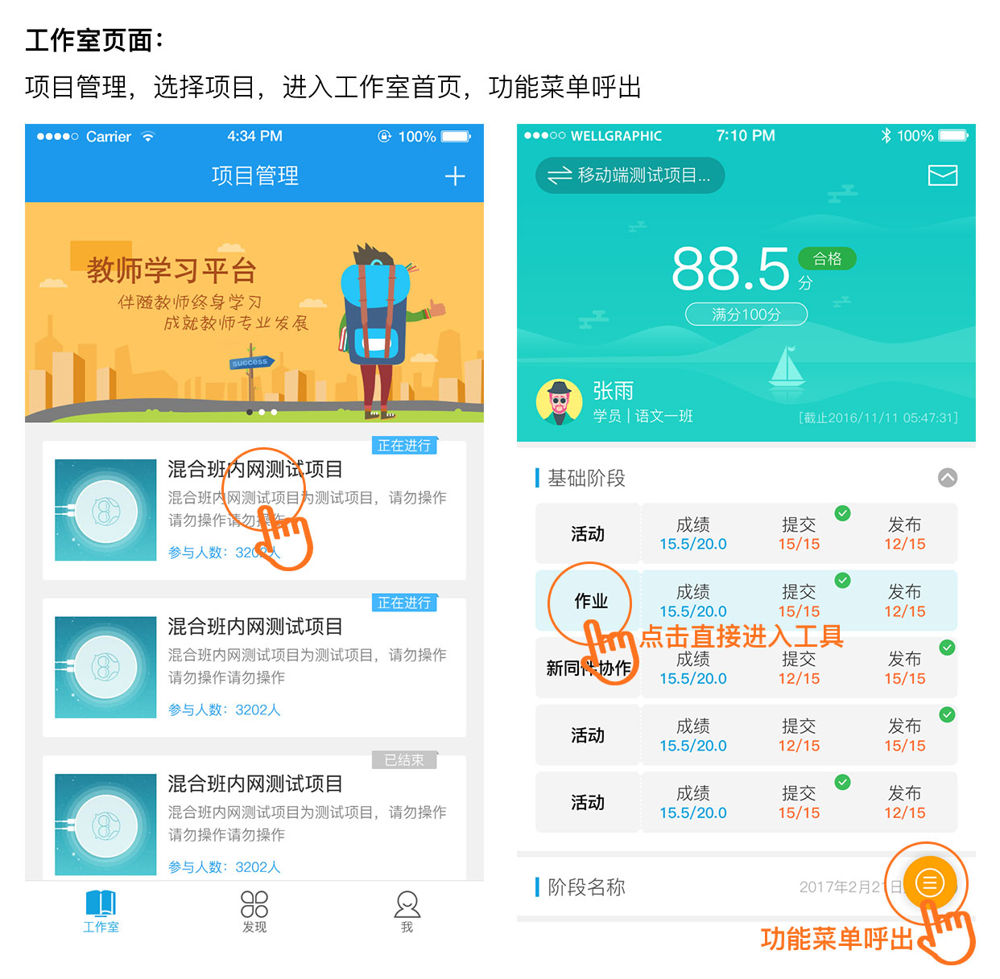 工作室页面：
项目管理，选择项目，进入工作室首页，功能菜单呼出
Carrier 4:34 PM 100%
项目管理
教师学习平台
伴随教师终身学习
成就教师专业发展
success
正在进行
混合班内网测试项目
混合班内网测试项目为测试项目，请勿操作
请勿操作请勿操作
参与人数：3202人
正在进行
混合班内网测试项目
混合班内网测试项目为测试项目，请勿操作
请勿操作请勿操作
参与人数：3202人
已结束
混合班内网测试项目
混合班内网测试项目为测试项目，请勿操作
请勿操作请勿操作
参与人数：3202人
工作室 发现 我
WELLGRAPHIC 7:10 PM 100%
移动端测试项目...
88.5 分 合格
满分100分
张雨
学员 | 语文一班
[截止2016/11/11 05:47:31]
基础阶段
活动 成绩 提交 发布
15.5/20.0 15/15 12/15
作业 成绩 提交 发布
15.5/20.0 15/15 12/15
点击直接进入工具
新同件协作 成绩 提交 发布
15.5/20.0 12/15 15/15
活动 成绩 提交 发布
15.5/20.0 12/15 15/15
活动 成绩 提交 发布
15.5/20.0 15/15 12/15
阶段名称 2017年2月21日
功能菜单呼出